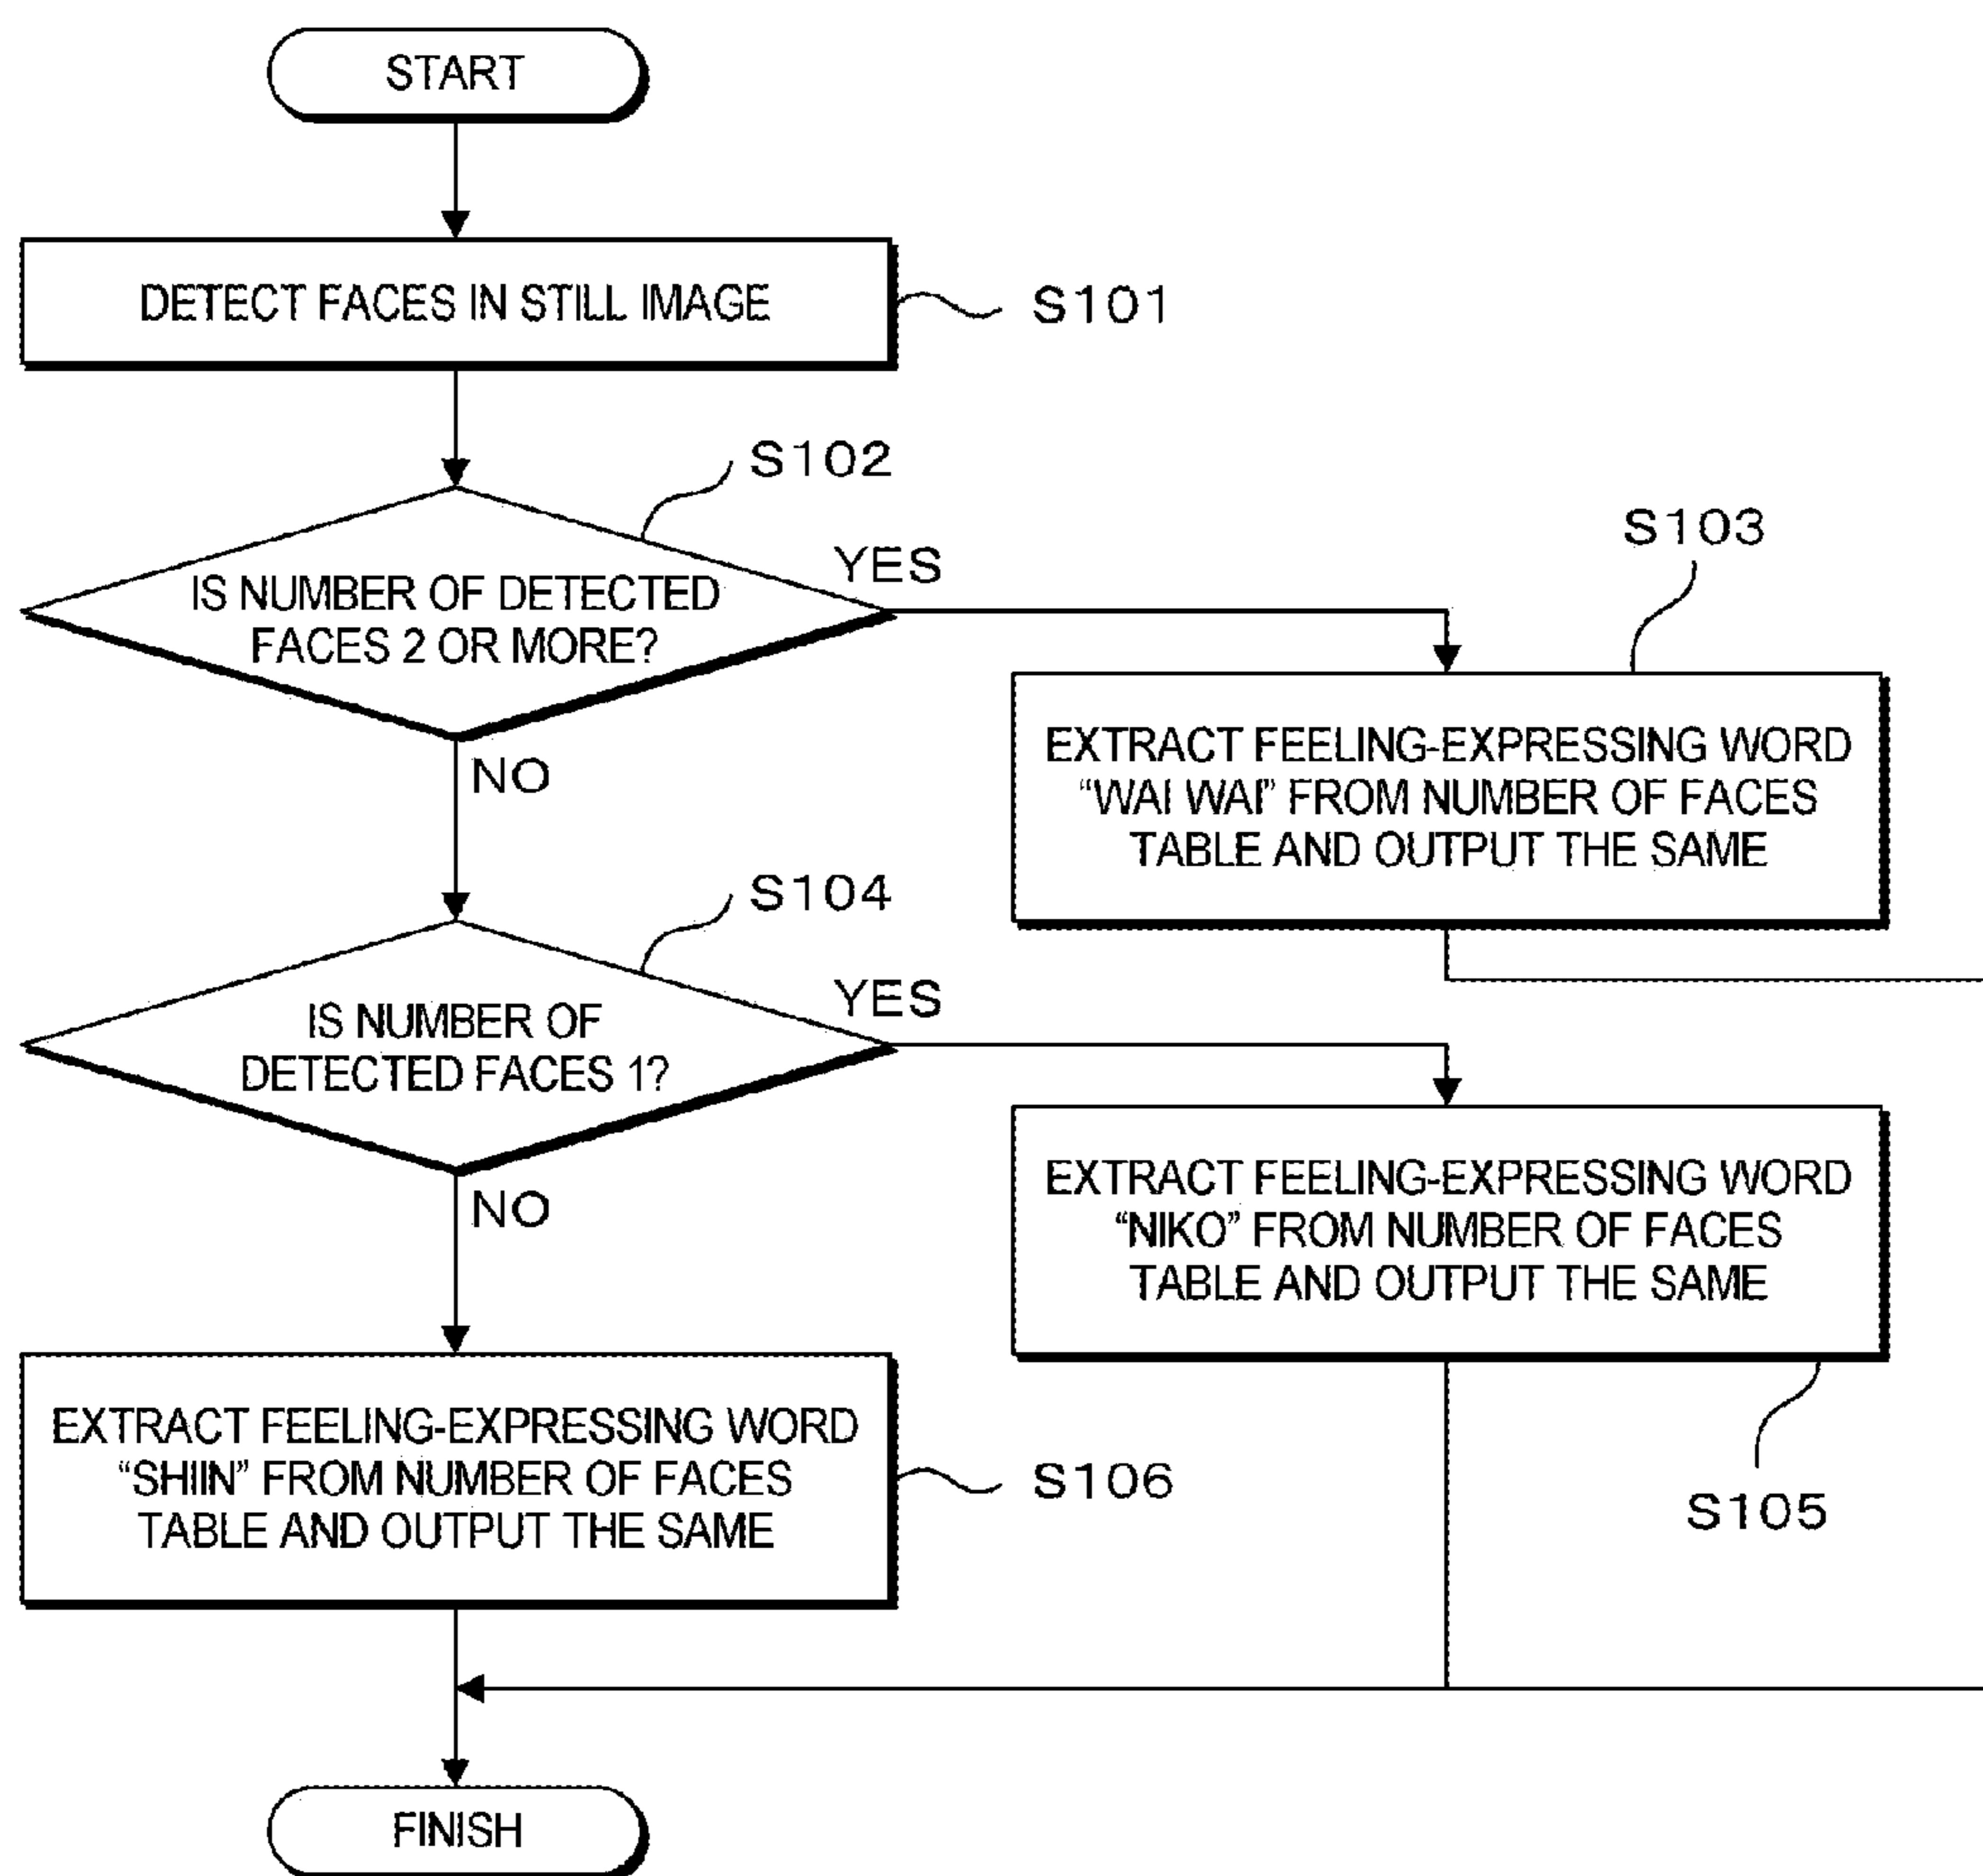 START
DETECT FACES IN STILL IMAGE
S101
S102
IS NUMBER OF DETECTED
FACES 2 OR MORE?
YES
NO
S103
EXTRACT FEELING-EXPRESSING WORD
“WAI WAI” FROM NUMBER OF FACES
TABLE AND OUTPUT THE SAME
S104
IS NUMBER OF
DETECTED FACES 1?
YES
NO
EXTRACT FEELING-EXPRESSING WORD
“NIKO” FROM NUMBER OF FACES
TABLE AND OUTPUT THE SAME
S105
EXTRACT FEELING-EXPRESSING WORD
“SHIIN” FROM NUMBER OF FACES
TABLE AND OUTPUT THE SAME
S106
FINISH